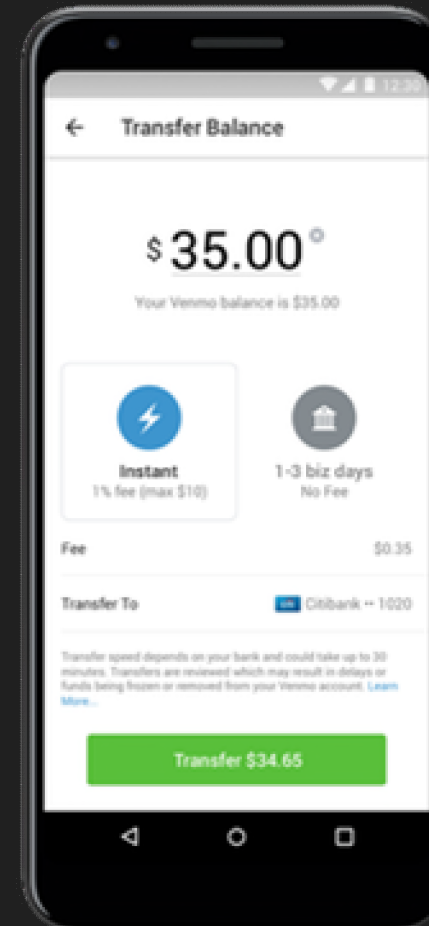 12:30
Transfer Balance
$ 35.00
Your Venmo balance is $35.00
Instant
1% fee (max $10)
1-3 biz days
No Fee
Fee $0.35
Transfer To Citibank •• 1020
Transfer speed depends on your bank and could take up to 30
minutes. Transfers are reviewed which may result in delays or
funds being frozen or removed from your Venmo account. Learn
More...
Transfer $34.65